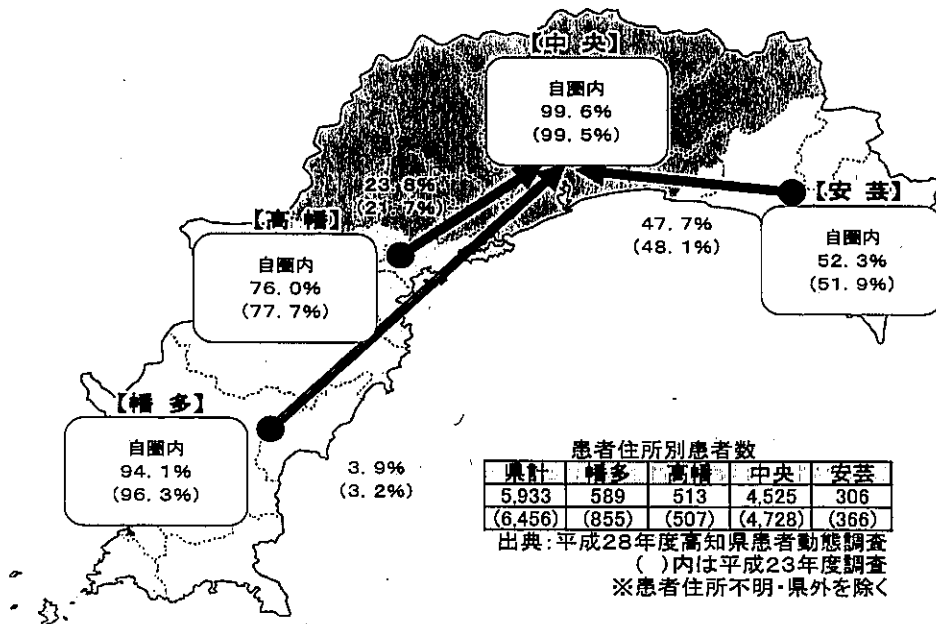 【中 央】
自圏内
99.6%
(99.5%)
23.8%
(21.7%)
【高 幡】
自圏内
76.0%
(77.7%)
47.7%
(48.1%)
【安 芸】
自圏内
52.3%
(51.9%)
【幡 多】
自圏内
94.1%
(96.3%)
3.9%
(3.2%)
患者住所別患者数
県計 幡多 高幡 中央 安芸
5,933 589 513 4,525 306
(6,456) (855) (507) (4,728) (366)
出典:平成28年度高知県患者動態調査
( )内は平成23年度調査
※患者住所不明・県外を除く